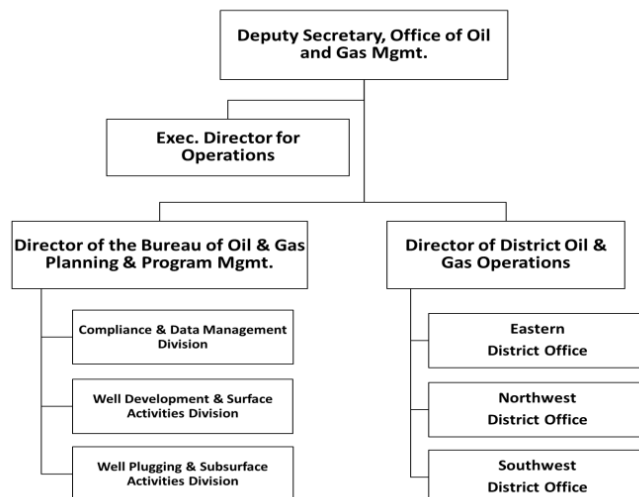 Deputy Secretary, Office of Oil
and Gas Mgmt.
Exec. Director for
Operations
Director of the Bureau of Oil & Gas
Planning & Program Mgmt.
Director of District Oil &
Gas Operations
Compliance & Data Management
Division
Well Development & Surface
Activities Division
Well Plugging & Subsurface
Activities Division
Eastern
District Office
Northwest
District Office
Southwest
District Office